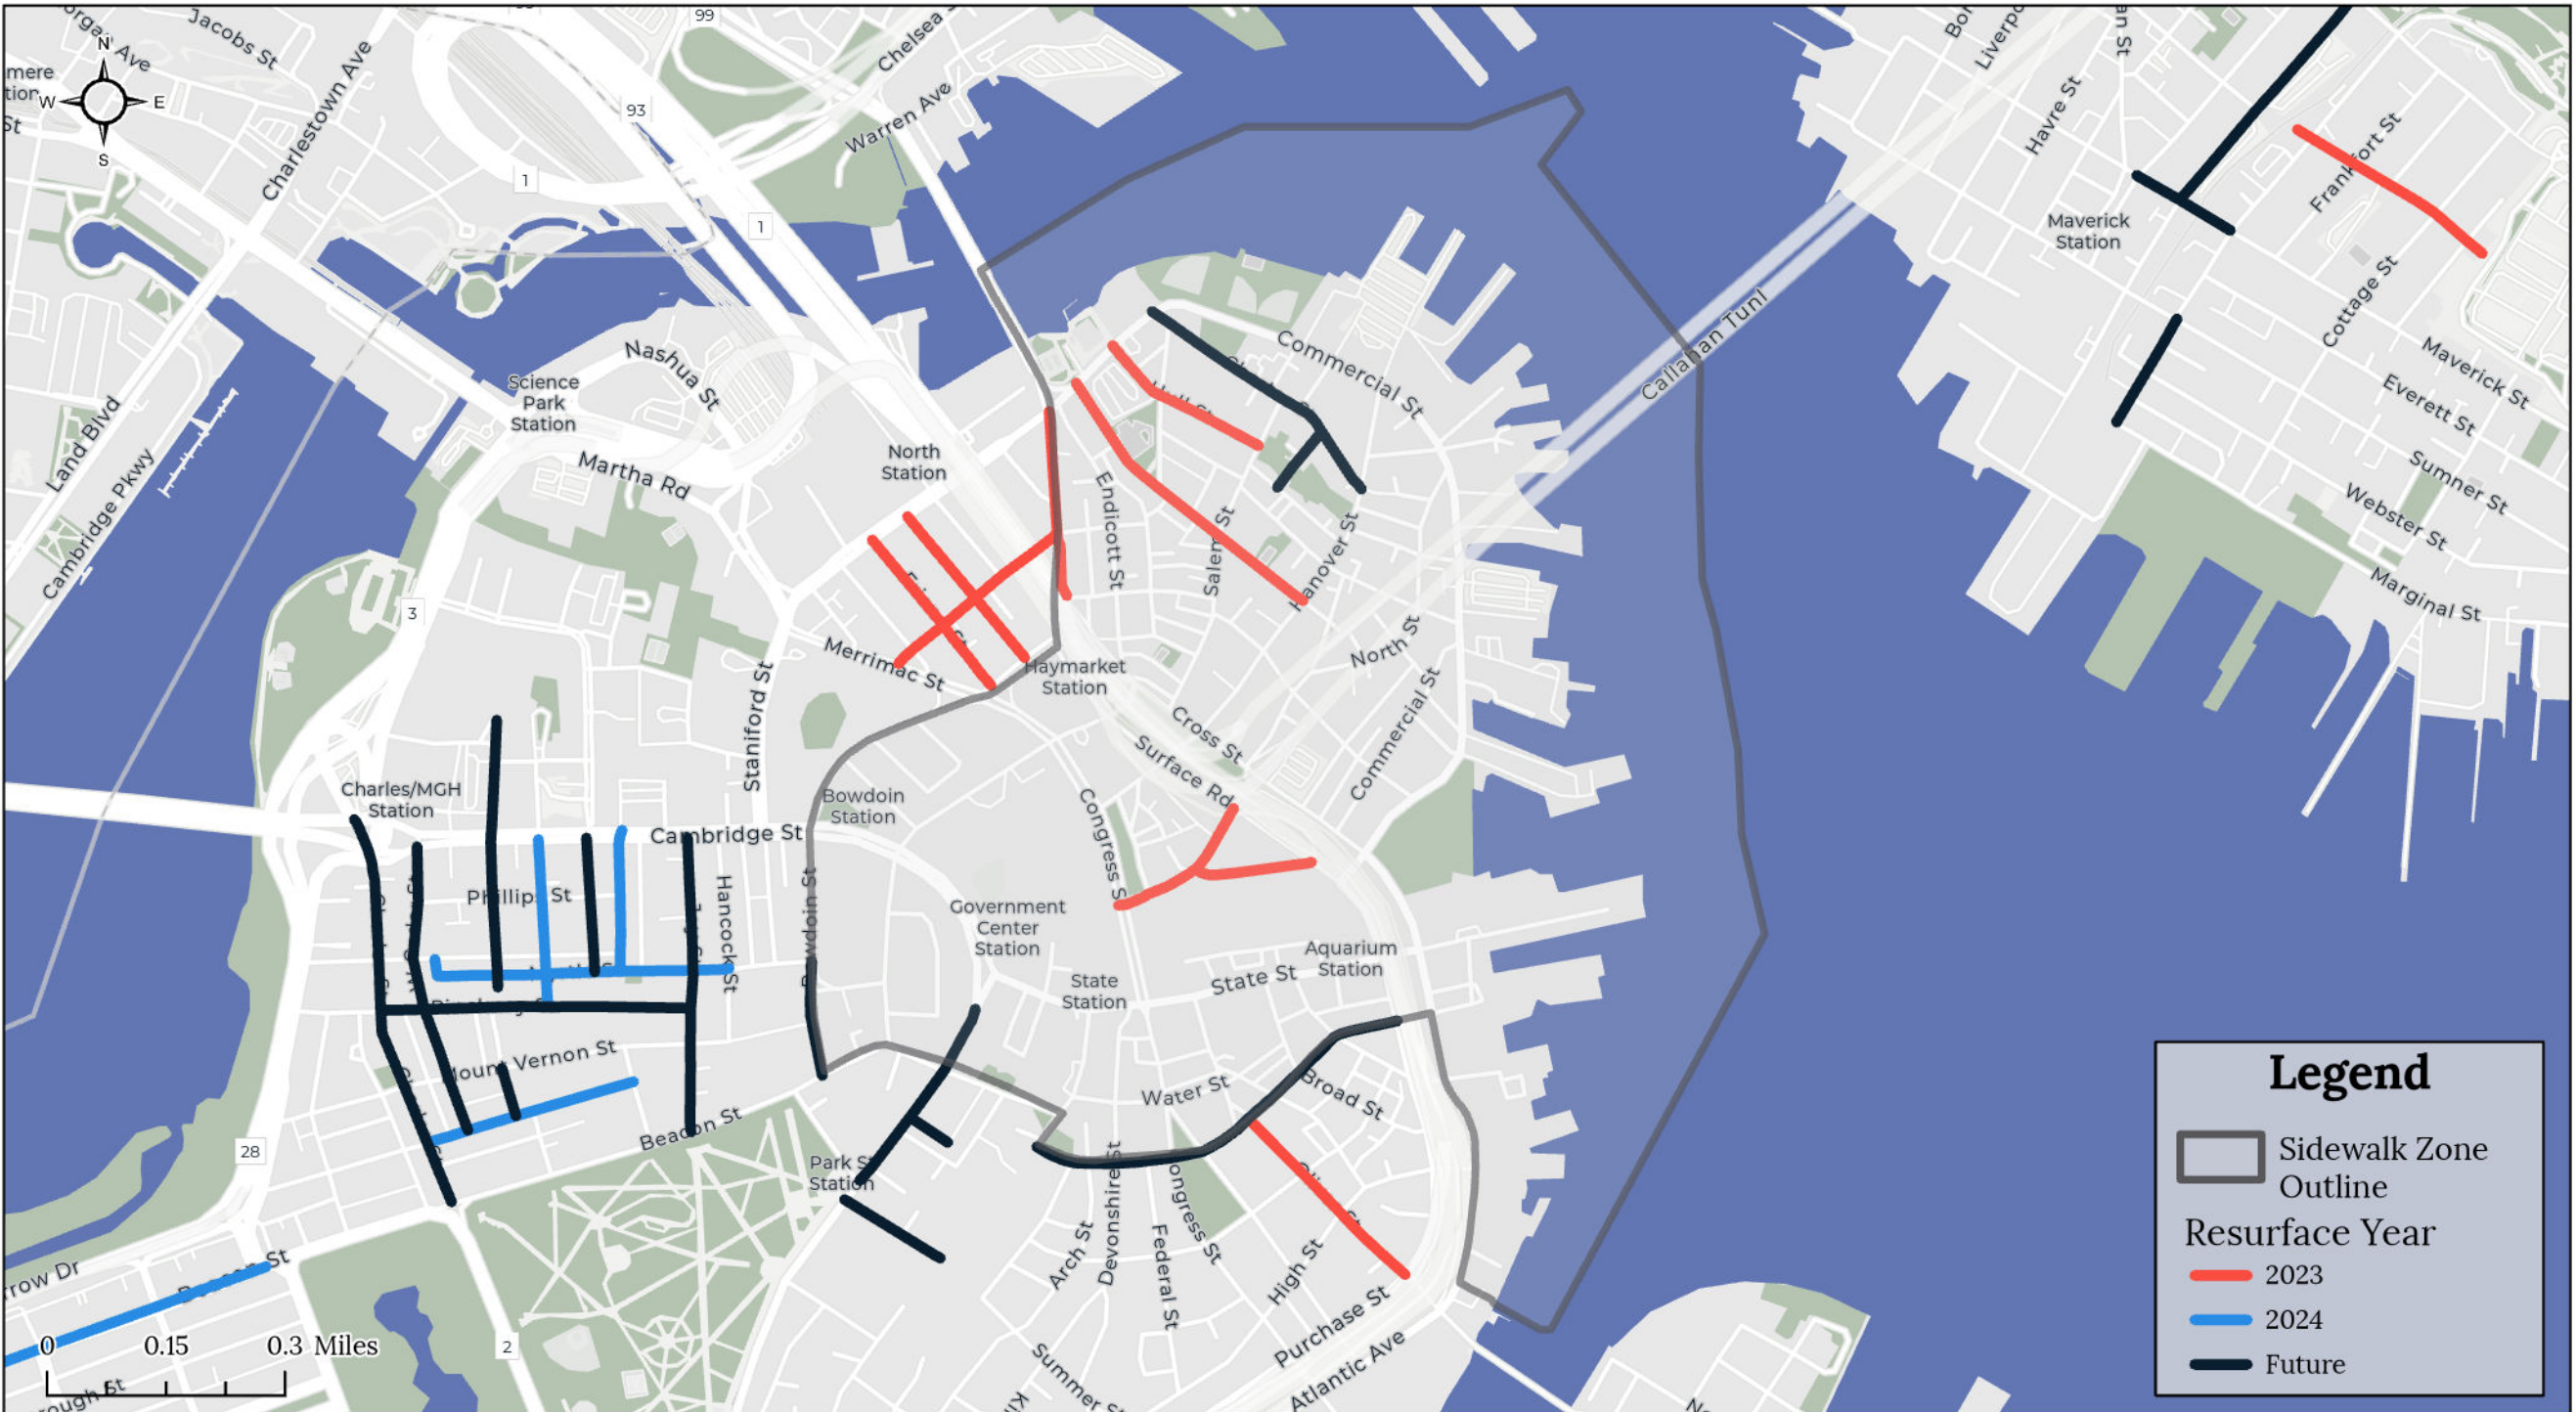 99
Jacobs St
Chelsea
N
W
E
S
mere
tion
St
Charlestown Ave
93
1
1
Warren Ave
Havre St
Frankfort St
Maverick
Station
Cottage St
Callahan Tunl
Maverick St
Everett St
Sumner St
Webster St
Marginal St
Nashua St
Science
Park
Station
Martha Rd
North
Station
Land Blvd
Cambridge Pkwy
3
Commercial St
Endicott St
Salem St
Hanover St
North St
Commercial St
Merrimac St
Haymarket
Station
Staniford St
Cross St
Surface Rd
Charles/MGH
Station
Bowdoin
Station
Cambridge St
Congress S
Phillips St
Hancock St
Bowdoin St
Government
Center
Station
Aquarium
Station
State St
State
Station
Mount Vernon St
Water St
Broad St
Beacon St
Park St
Station
28
Arch St
Devonshire St
Congress St
Federal St
High St
Purchase St
Atlantic Ave
Summer St
rrow Dr
Beacon St
2
0
0.15
0.3 Miles
rough St
Legend
Sidewalk Zone
Outline
Resurface Year
2023
2024
Future